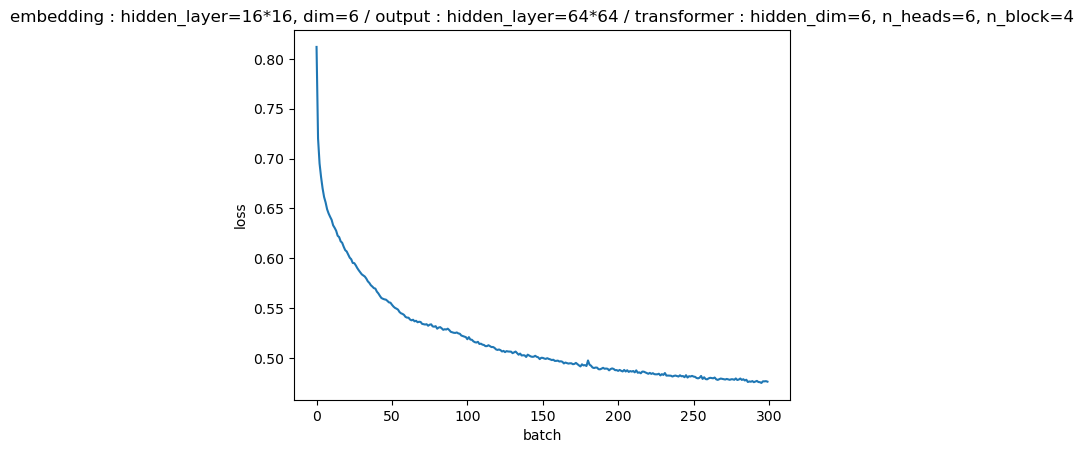 embedding : hidden_layer=16*16, dim=6 / output : hidden_layer=64*64 / transformer : hidden_dim=6, n_heads=6, n_block=4
0.80
0.75
0.70
0.65
0.60
0.55
0.50
loss
0 50 100 150 200 250 300
batch